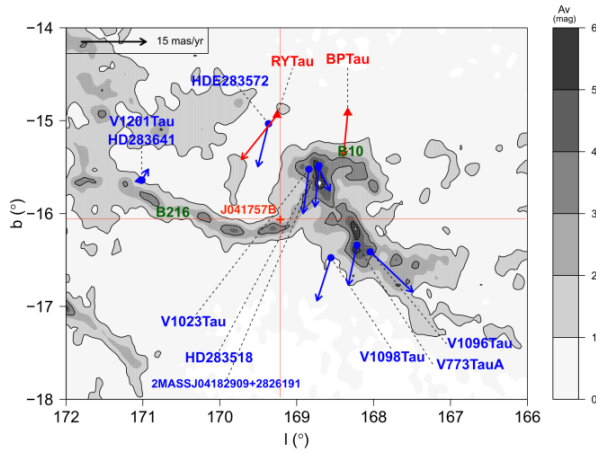 Av
(mag)
15 mas/yr
RYTau
BPTau
HDE283572
V1201Tau
HD283641
B10
B216
J041757B
V1023Tau
HD283518
2MASSJ04182909+2826191
V1098Tau
V1096Tau
V773TauA
-14
-15
-16
-17
-18
b (°)
172
171
170
169
168
167
166
l (°)
6
5
4
3
2
1
0